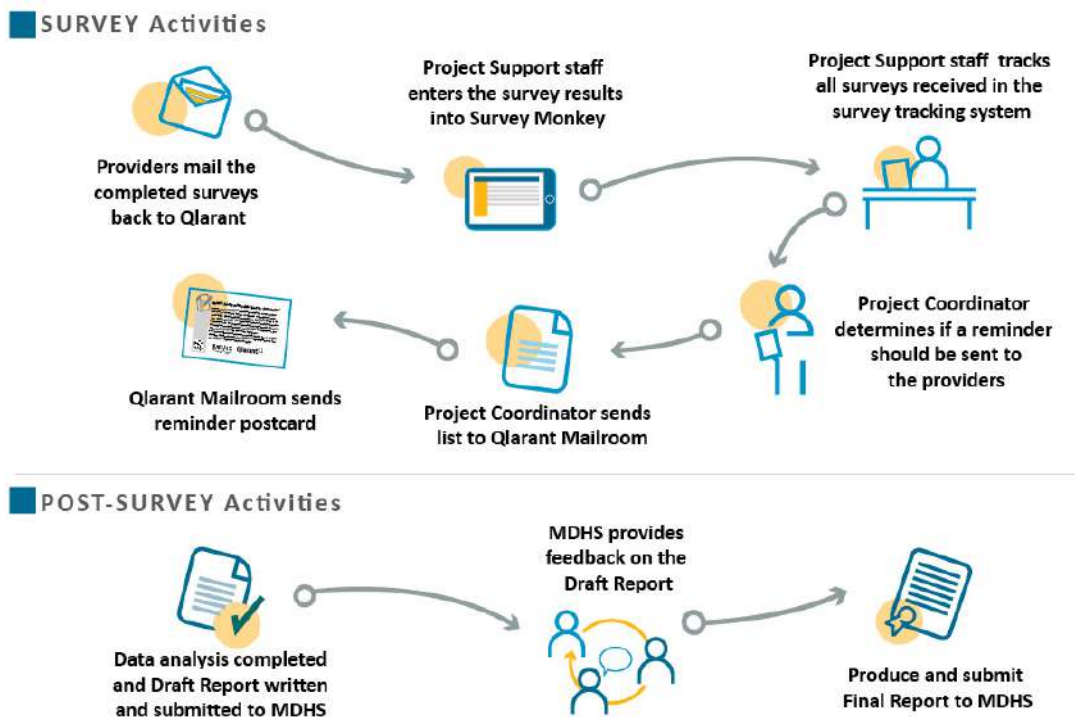 SURVEY Activities
Providers mail the
completed surveys
back to Qlarant
Project Support staff
enters the survey results
into Survey Monkey
Project Support staff tracks
all surveys received in the
survey tracking system
Project Coordinator
determines if a reminder
should be sent to
the providers
Project Coordinator sends
list to Qlarant Mailroom
Qlarant Mailroom sends
reminder postcard
POST-SURVEY Activities
Data analysis completed
and Draft Report written
and submitted to MDHS
MDHS provides
feedback on the
Draft Report
Produce and submit
Final Report to MDHS